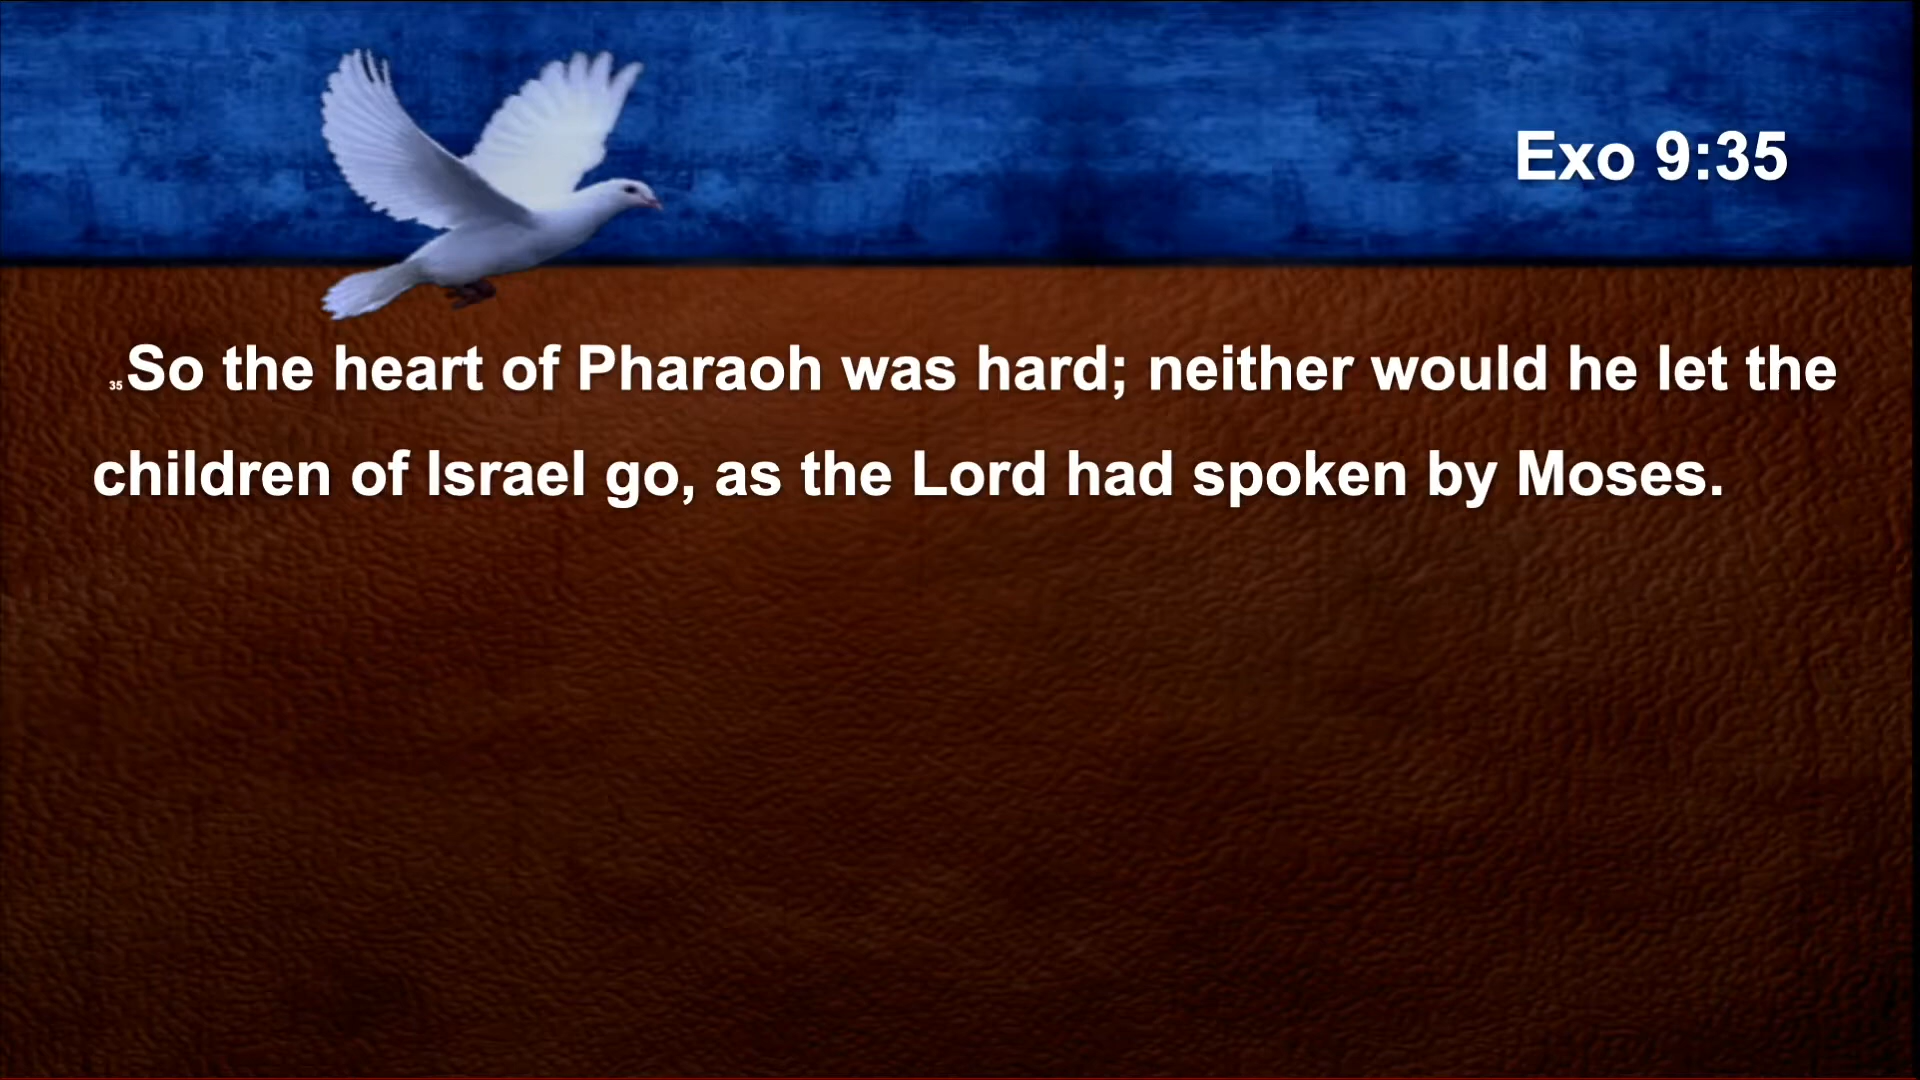 Exo 9:35
35 So the heart of Pharaoh was hard; neither would he let the
children of Israel go, as the Lord had spoken by Moses.